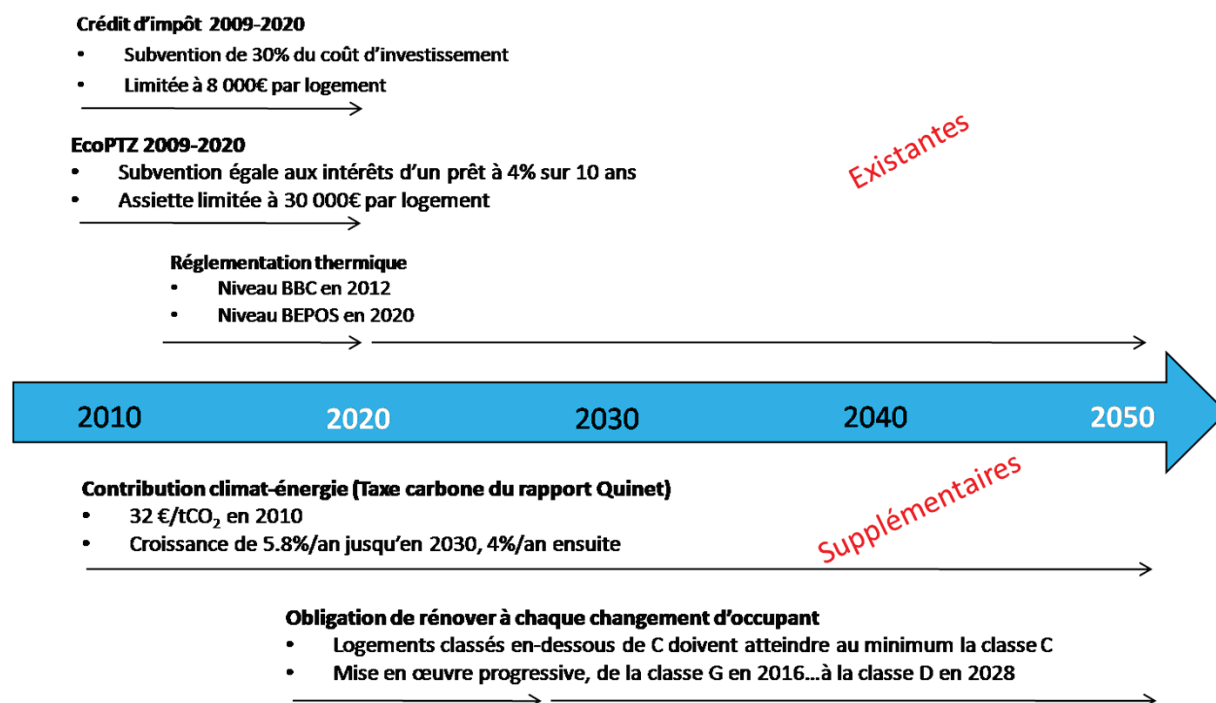 Crédit d'impôt 2009-2020
• Subvention de 30% du coût d'investissement
• Limitée à 8 000€ par logement
EcoPTZ 2009-2020
• Subvention égale aux intérêts d'un prêt à 4% sur 10 ans
• Assiette limitée à 30 000€ par logement
Existantes
Réglementation thermique
• Niveau BBC en 2012
• Niveau BEPOS en 2020
2010 2020 2030 2040 2050
Contribution climat-énergie (Taxe carbone du rapport Quinet)
• 32 €/tCO₂ en 2010
• Croissance de 5.8%/an jusqu'en 2030, 4%/an ensuite
Supplémentaires
Obligation de rénover à chaque changement d'occupant
• Logements classés en-dessous de C doivent atteindre au minimum la classe C
• Mise en œuvre progressive, de la classe G en 2016...à la classe D en 2028